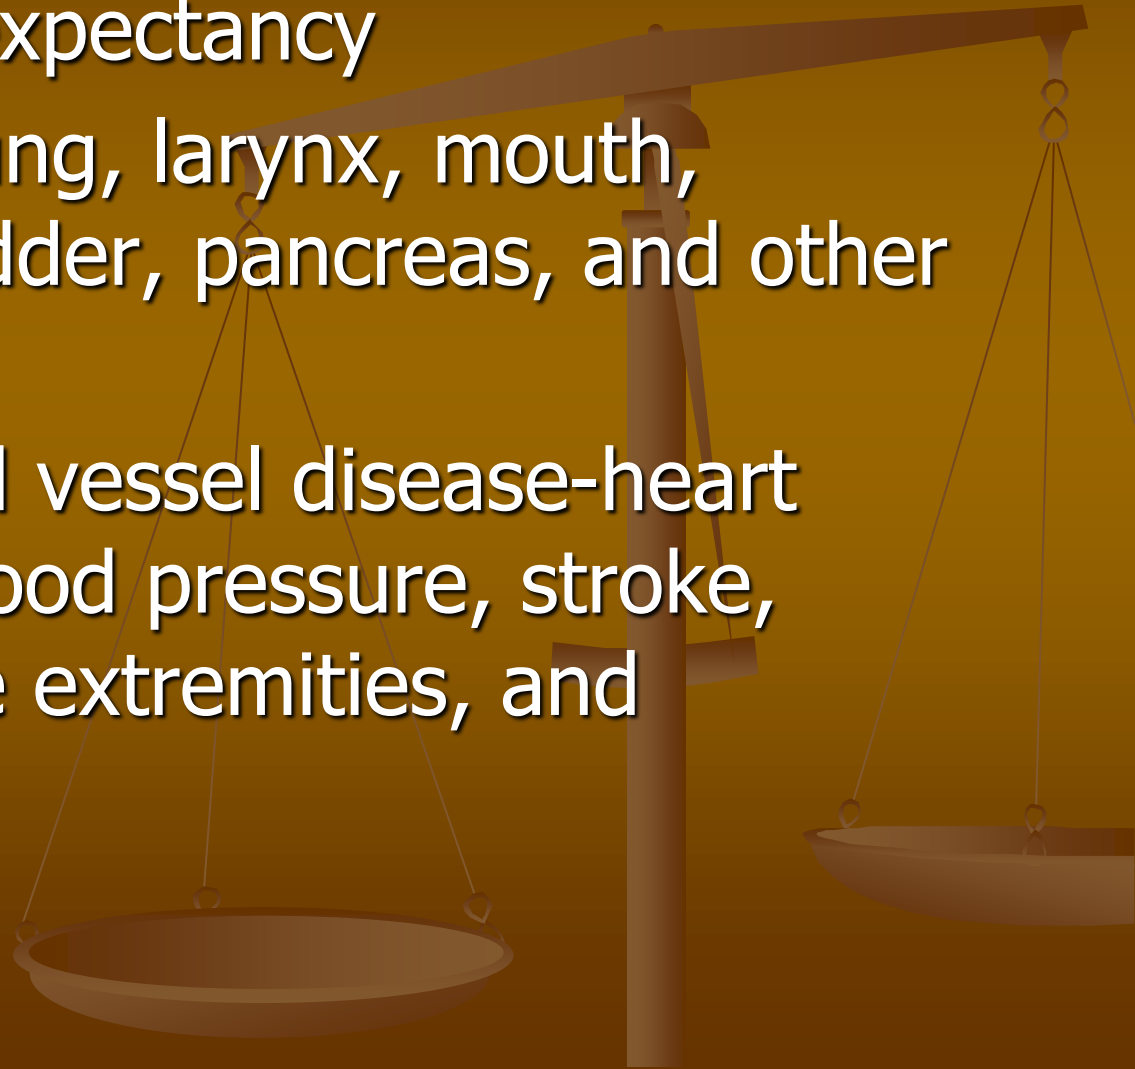 xpectancy
ng, larynx, mouth,
dder, pancreas, and other
vessel disease-heart
ood pressure, stroke,
extremities, and